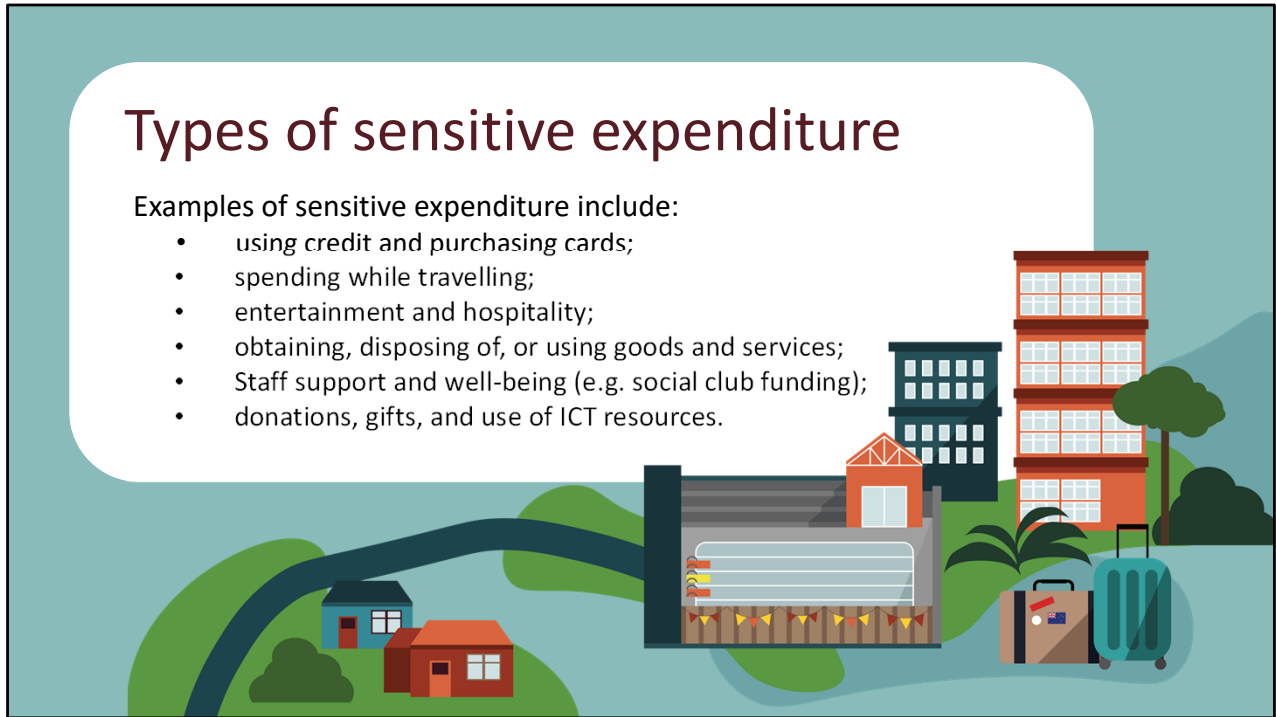 Types of sensitive expenditure
Examples of sensitive expenditure include:
• using credit and purchasing cards;
• spending while travelling;
• entertainment and hospitality;
• obtaining, disposing of, or using goods and services;
• Staff support and well-being (e.g. social club funding);
• donations, gifts, and use of ICT resources.